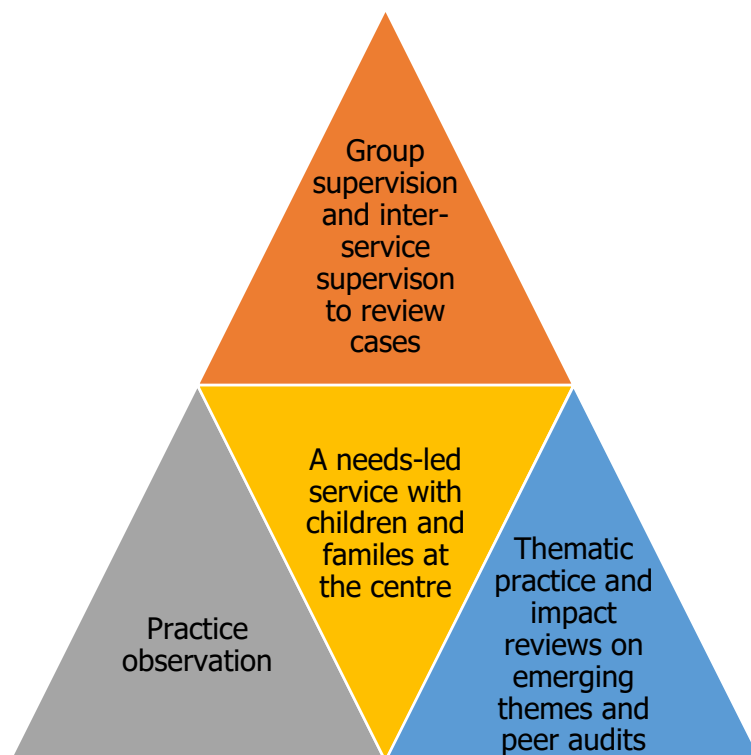 Group
supervision
and inter-
service
supervison
to review
cases
A needs-led
service with
children and
familes at
the centre
Practice
observation
Thematic
practice and
impact
reviews on
emerging
themes and
peer audits